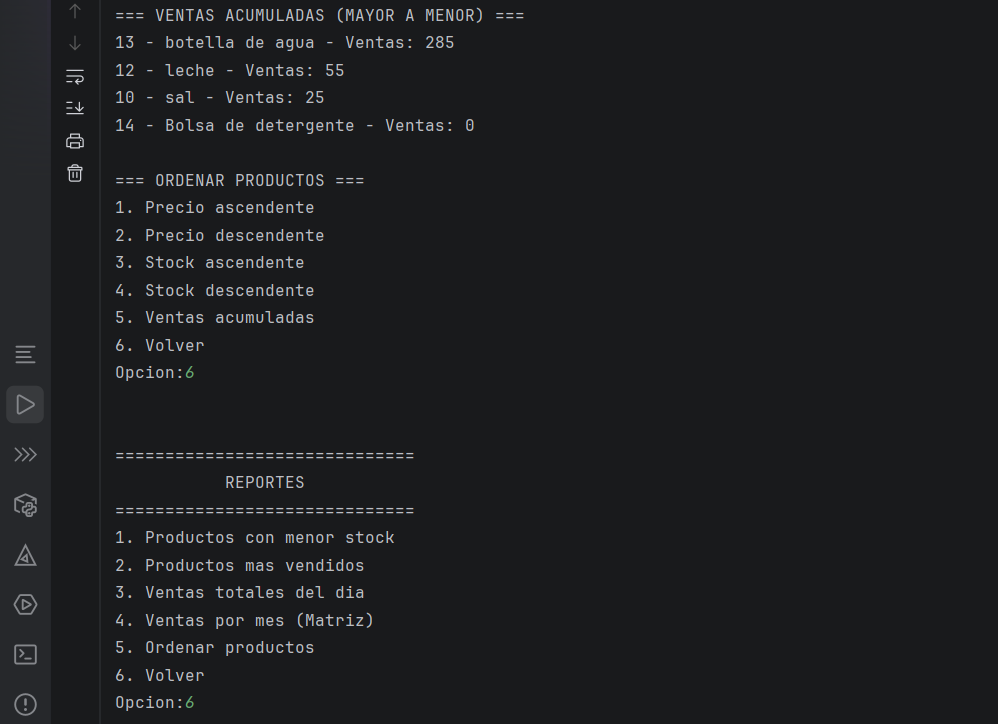 === VENTAS ACUMULADAS (MAYOR A MENOR) ===
13 - botella de agua - Ventas: 285
12 - leche - Ventas: 55
10 - sal - Ventas: 25
14 - Bolsa de detergente - Ventas: 0
=== ORDENAR PRODUCTOS ===
1. Precio ascendente
2. Precio descendente
3. Stock ascendente
4. Stock descendente
5. Ventas acumuladas
6. Volver
Opcion:6
==============================
REPORTES
==============================
1. Productos con menor stock
2. Productos mas vendidos
3. Ventas totales del dia
4. Ventas por mes (Matriz)
5. Ordenar productos
6. Volver
Opcion:6